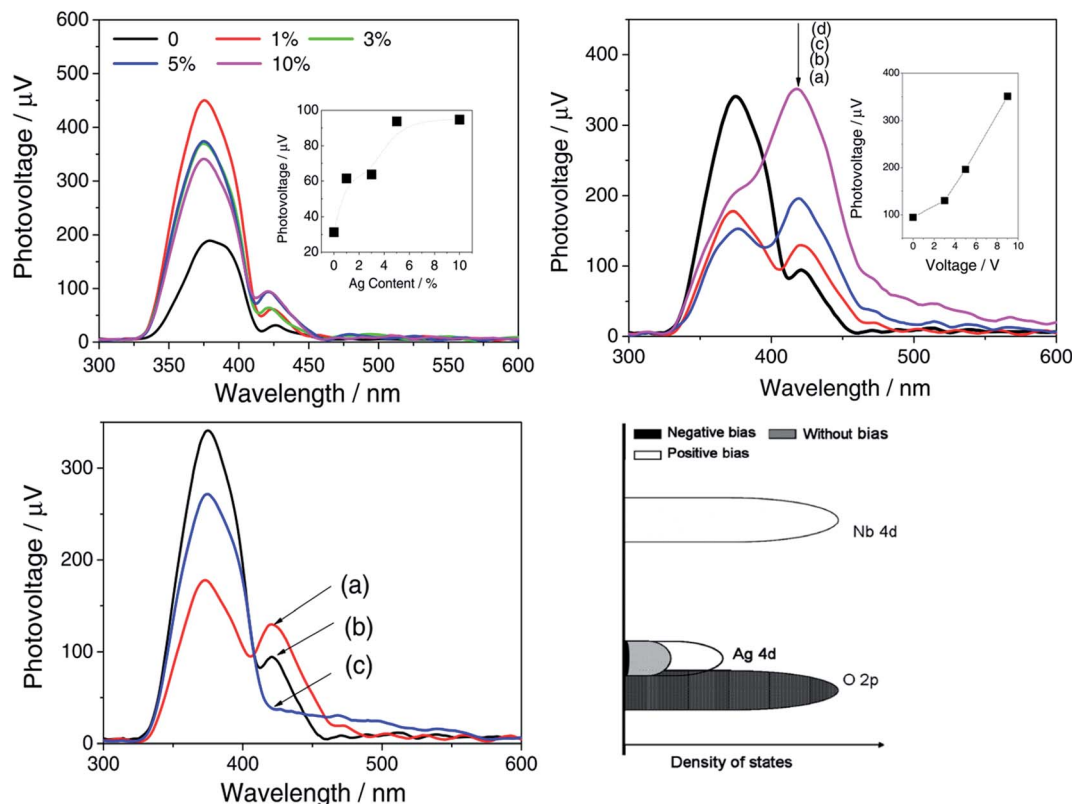 600
500
400
300
200
100
0
Photovoltage / μV
0 1% 3%
5% 10%
100
80
60
40
20
Photovoltage / μV
0 2 4 6 8 10
Ag Content / %
300 350 400 450 500 550 600
Wavelength / nm
400
300
200
100
0
Photovoltage / μV
(d)
(c)
(b)
(a)
400
300
200
100
Photovoltage / μV
0 2 4 6 8 10
Voltage / V
300 400 500 600
Wavelength / nm
300
200
100
0
Photovoltage / μV
(a)
(b)
(c)
300 350 400 450 500 550 600
Wavelength / nm
Negative bias Without bias
Positive bias
Nb 4d
Ag 4d
O 2p
Density of states